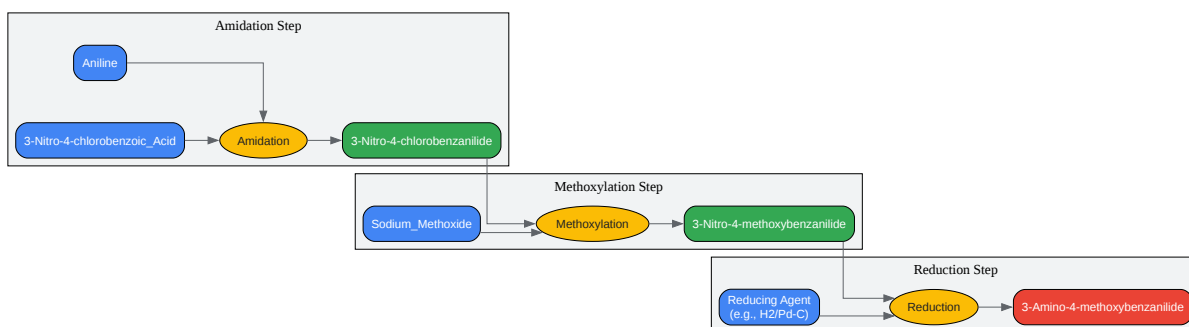 Amidation Step
Aniline
3-Nitro-4-chlorobenzoic_Acid
Amidation
3-Nitro-4-chlorobenzanilide
Methoxylation Step
Sodium_Methoxide
Methoxylation
3-Nitro-4-methoxybenzanilide
Reduction Step
Reducing Agent
(e.g., H2/Pd-C)
Reduction
3-Amino-4-methoxybenzanilide